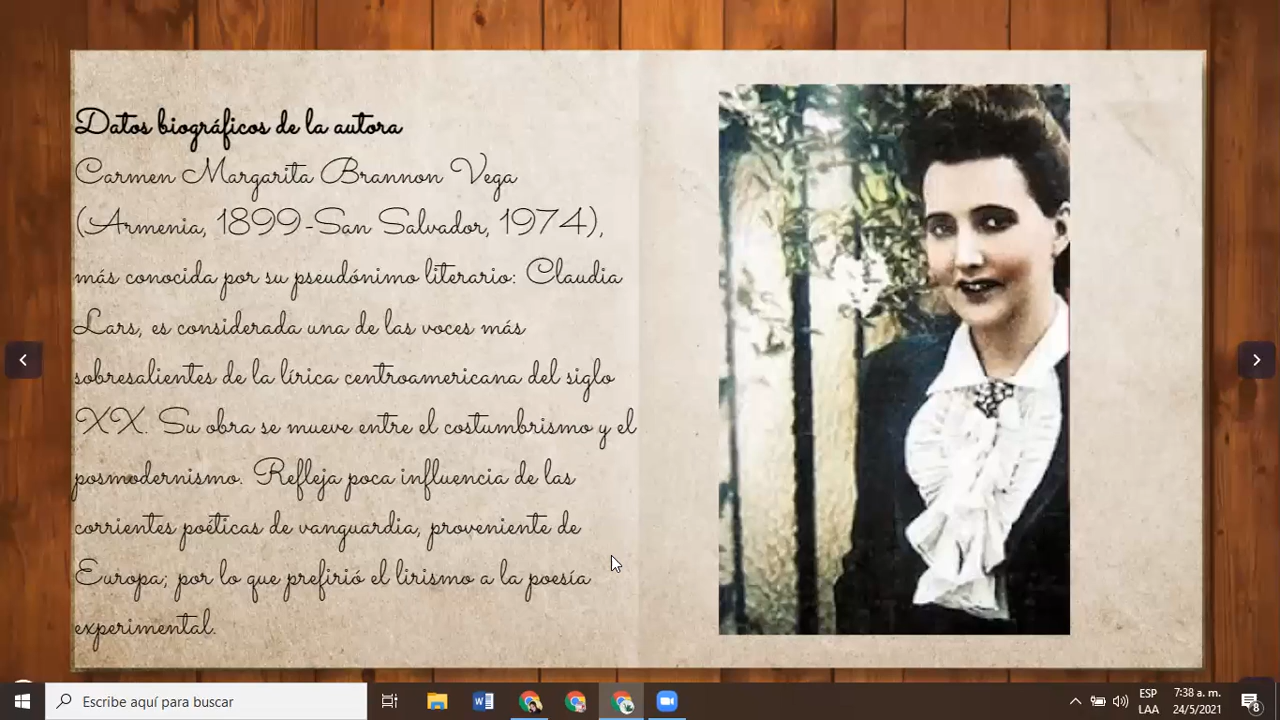 Datos biográficos de la autora
Carmen Margarita Brannon Vega
(Armenia, 1899-San Salvador, 1974),
más conocida por su pseudónimo literario: Claudia
Lars, es considerada una de las voces más
sobresalientes de la lírica centroamericana del siglo
XX. Su obra se mueve entre el costumbrismo y el
posmodernismo. Refleja poca influencia de las
corrientes poéticas de vanguardia, proveniente de
Europa; por lo que prefirió el lirismo a la poesía
experimental.
Escribe aquí para buscar
ESP
LAA
7:38 a. m.
24/5/2021
8